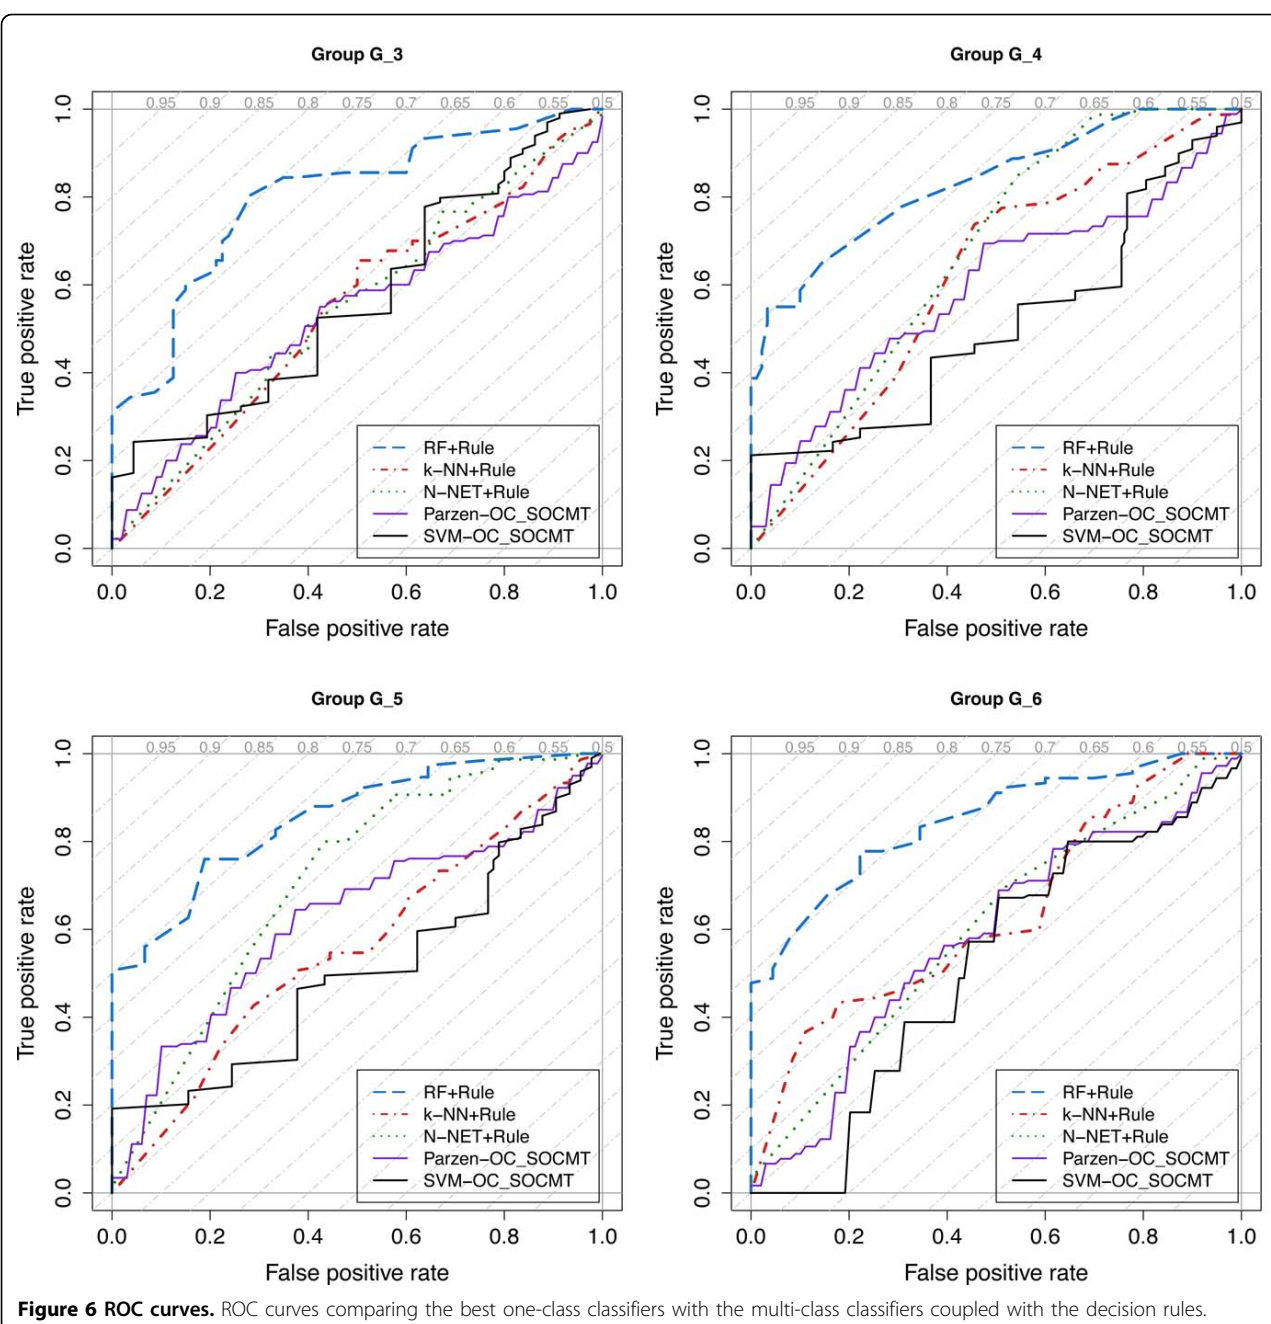 Group G_3
0.95 0.9 0.85 0.8 0.75 0.7 0.65 0.6 0.55 0.5
1.0
0.8
0.6
0.4
0.2
0.0
True positive rate
RF+Rule
k-NN+Rule
N-NET+Rule
Parzen-OC_SOCMT
SVM-OC_SOCMT
0.0 0.2 0.4 0.6 0.8 1.0
False positive rate
Group G_4
0.95 0.9 0.85 0.8 0.75 0.7 0.65 0.6 0.55 0.5
1.0
0.8
0.6
0.4
0.2
0.0
True positive rate
RF+Rule
k-NN+Rule
N-NET+Rule
Parzen-OC_SOCMT
SVM-OC_SOCMT
0.0 0.2 0.4 0.6 0.8 1.0
False positive rate
Group G_5
0.95 0.9 0.85 0.8 0.75 0.7 0.65 0.6 0.55 0.5
1.0
0.8
0.6
0.4
0.2
0.0
True positive rate
RF+Rule
k-NN+Rule
N-NET+Rule
Parzen-OC_SOCMT
SVM-OC_SOCMT
0.0 0.2 0.4 0.6 0.8 1.0
False positive rate
Group G_6
0.95 0.9 0.85 0.8 0.75 0.7 0.65 0.6 0.55 0.5
1.0
0.8
0.6
0.4
0.2
0.0
True positive rate
RF+Rule
k-NN+Rule
N-NET+Rule
Parzen-OC_SOCMT
SVM-OC_SOCMT
0.0 0.2 0.4 0.6 0.8 1.0
False positive rate
Figure 6 ROC curves. ROC curves comparing the best one-class classifiers with the multi-class classifiers coupled with the decision rules.